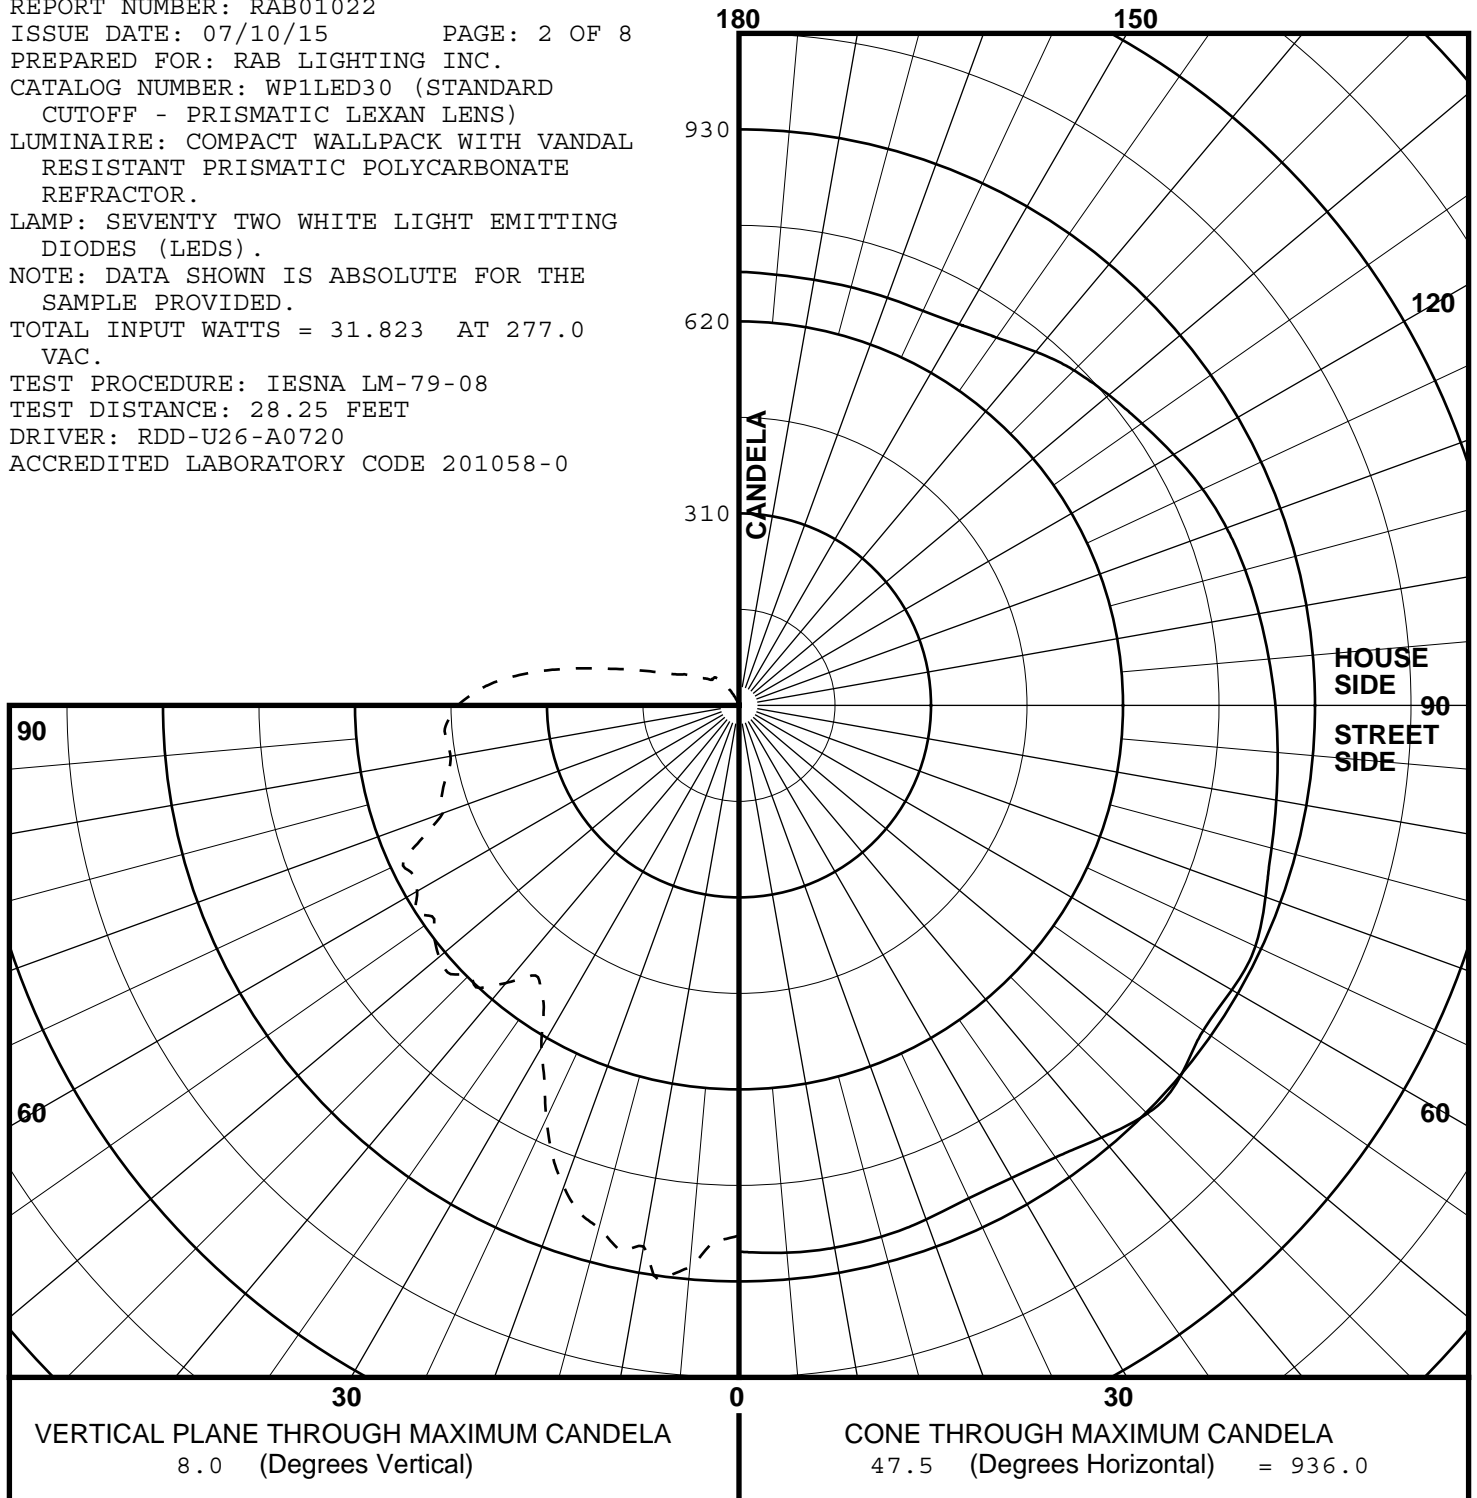 REPORT NUMBER: RAB01022
ISSUE DATE: 07/10/15 PAGE: 2 OF 8
PREPARED FOR: RAB LIGHTING INC.
CATALOG NUMBER: WP1LED30 (STANDARD
CUTOFF - PRISMATIC LEXAN LENS)
LUMINAIRE: COMPACT WALLPACK WITH VANDAL
RESISTANT PRISMATIC POLYCARBONATE
REFRACTOR.
LAMP: SEVENTY TWO WHITE LIGHT EMITTING
DIODES (LEDS).
NOTE: DATA SHOWN IS ABSOLUTE FOR THE
SAMPLE PROVIDED.
TOTAL INPUT WATTS = 31.823 AT 277.0
VAC.
TEST PROCEDURE: IESNA LM-79-08
TEST DISTANCE: 28.25 FEET
DRIVER: RDD-U26-A0720
ACCREDITED LABORATORY CODE 201058-0
180
150
930
120
620
CANDELA
310
HOUSE
SIDE
90
STREET
SIDE
90
60
60
30
0
30
VERTICAL PLANE THROUGH MAXIMUM CANDELA
8.0 (Degrees Vertical)
CONE THROUGH MAXIMUM CANDELA
47.5 (Degrees Horizontal) = 936.0